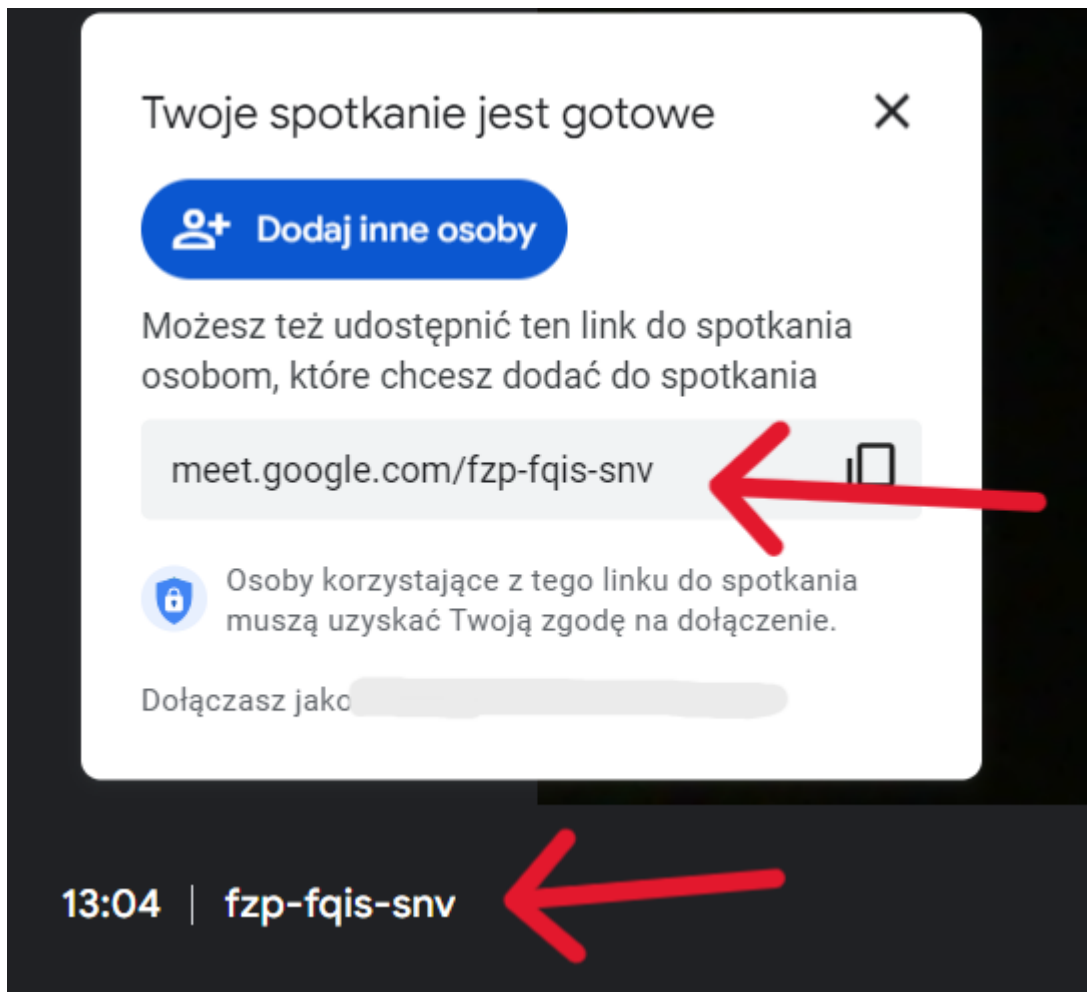 Twoje spotkanie jest gotowe
Dodaj inne osoby
Możesz też udostępnić ten link do spotkania
osobom, które chcesz dodać do spotkania
meet.google.com/fzp-fqis-snv
Osoby korzystające z tego linku do spotkania
muszą uzyskać Twoją zgodę na dołączenie.
Dołączasz jako
13:04 | fzp-fqis-snv